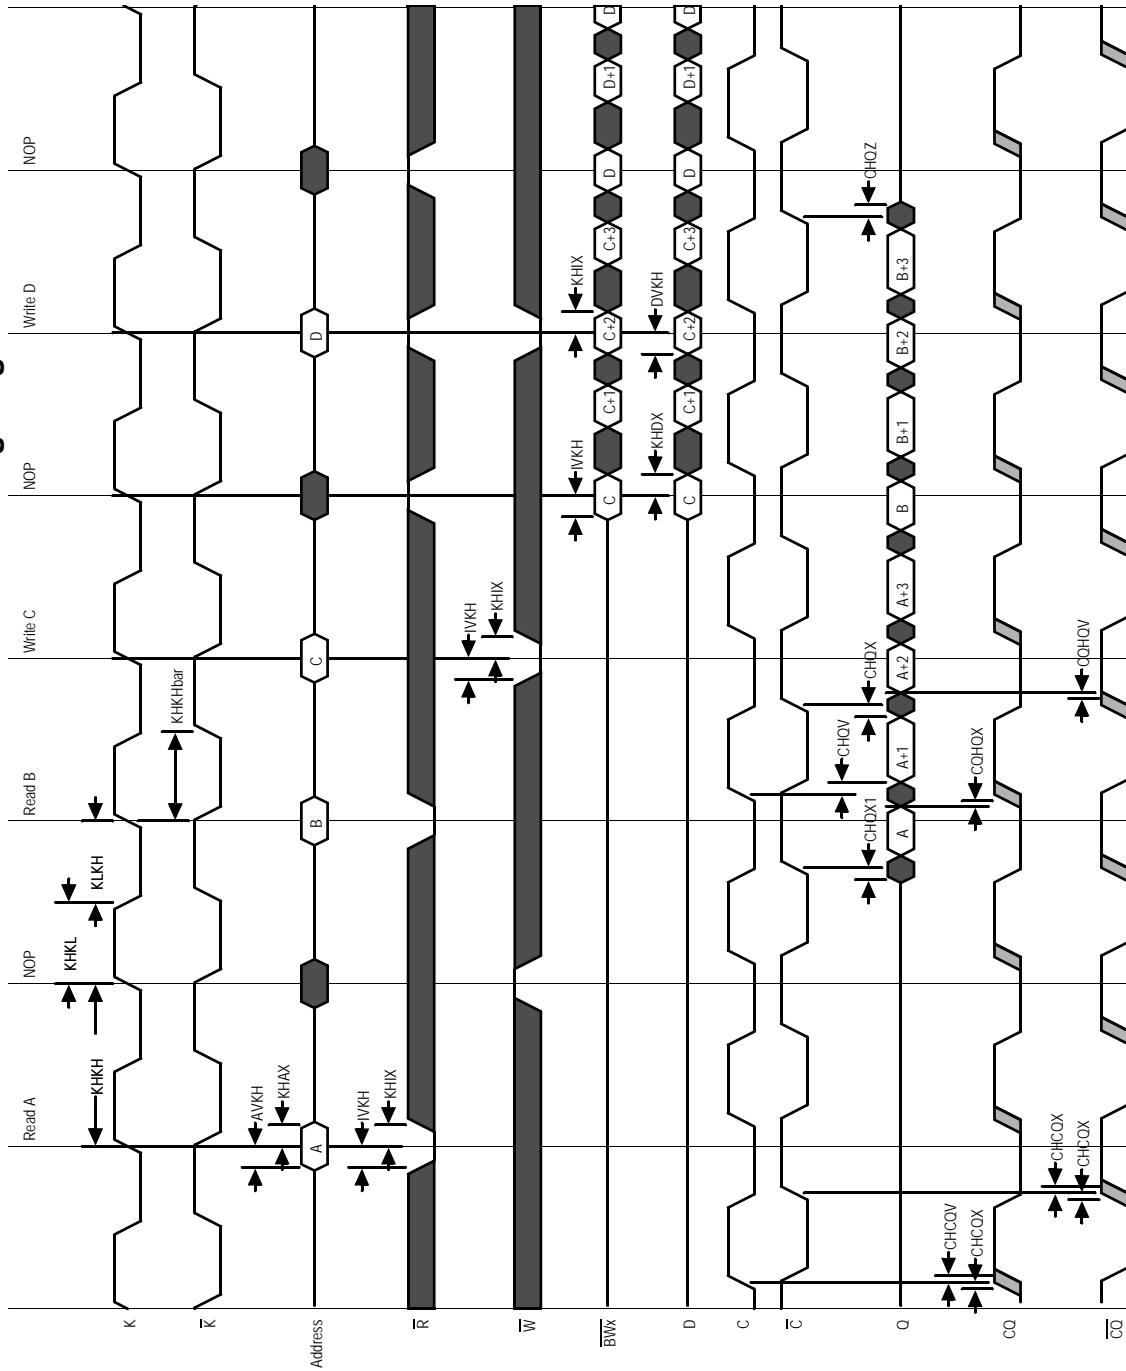 Read A
NOP
Read B
Write C
NOP
Write D
NOP
KHKH
KHKL
KLKH
K
KHKHbar
K
AVKH
KHAX
Address
A
B
C
D
IVKH
KHIX
R
IVKH
KHIX
W
IVKH
KHIX
BWx
C
C+1
C+2
C+3
D
D+1
D
KHDX
DVKH
D
C
C+1
C+2
C+3
D
D+1
D
C
C
CHQX1
CHQV
CHQX
CHQZ
Q
A
A+1
A+2
A+3
B
B+1
B+2
B+3
CHCQV
CHCQX
CQHQX
CQ
CHCQX
CHCQX
CQHQV
CQ